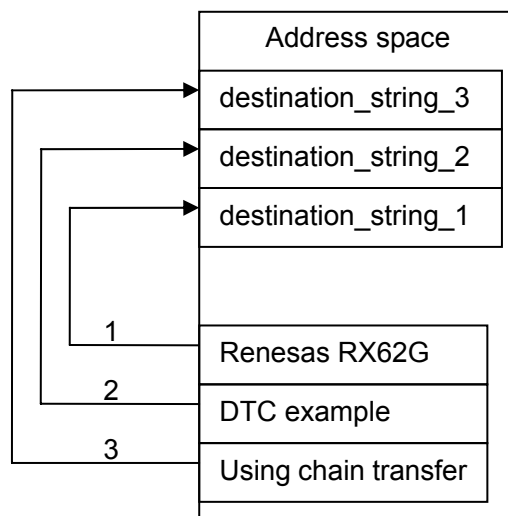 Address space
destination_string_3
destination_string_2
destination_string_1
1
Renesas RX62G
2
DTC example
3
Using chain transfer